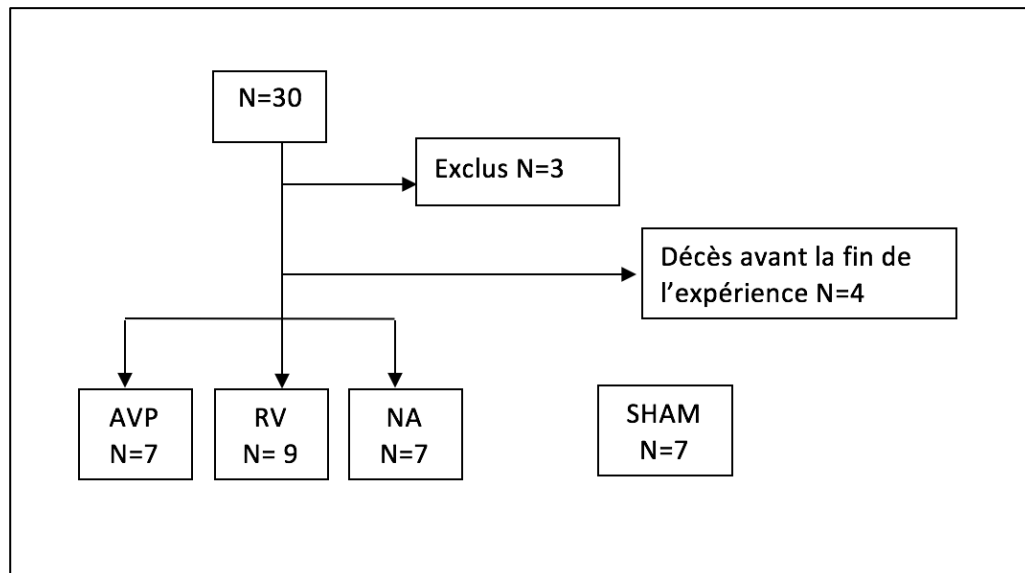 N=30
Exclus N=3
Décès avant la fin de
l’expérience N=4
AVP
N=7
RV
N= 9
NA
N=7
SHAM
N=7